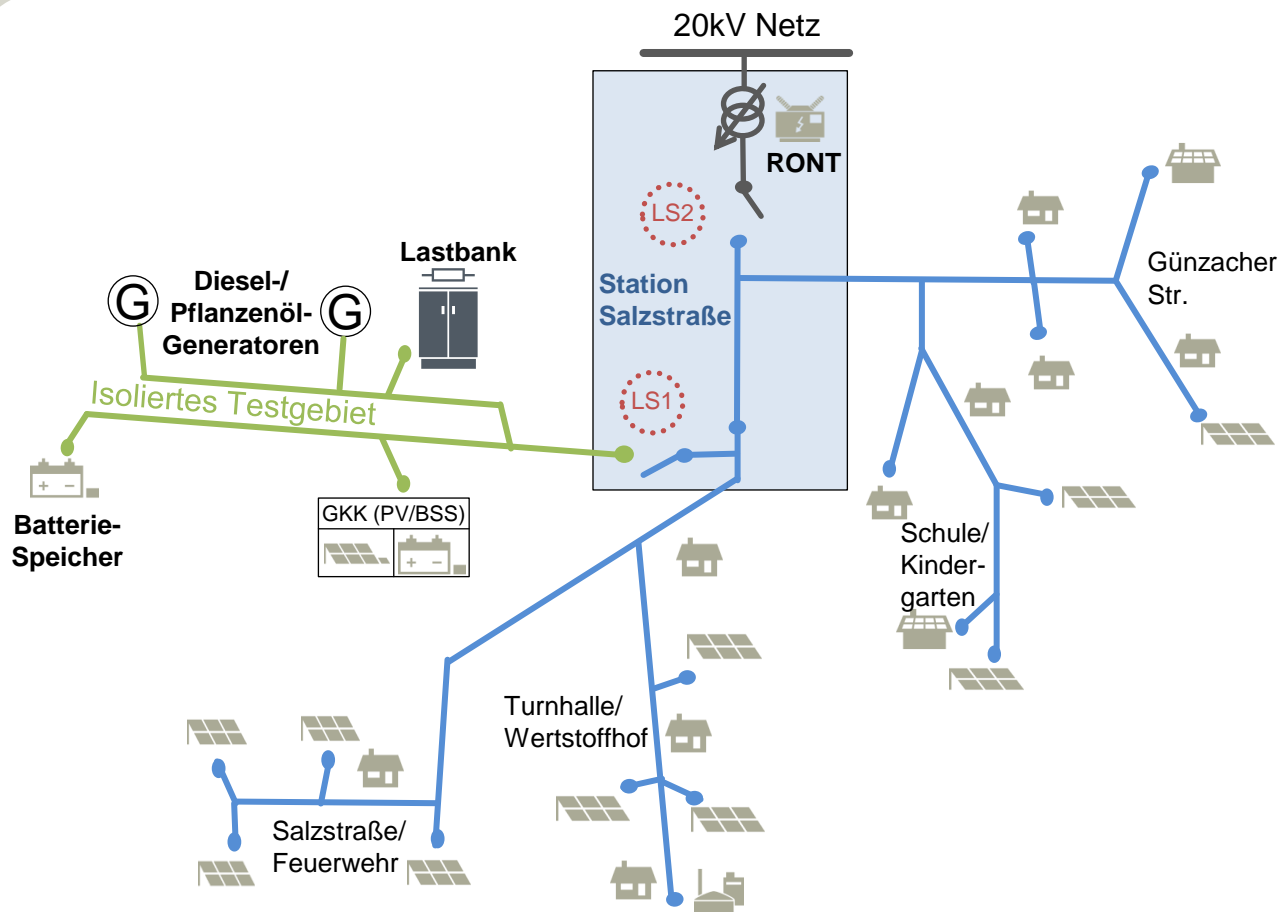 20kV Netz
RONT
LS2
Station
Salzstraße
LS1
Lastbank
Diesel-/
Pflanzenöl-
Generatoren
G
G
Isoliertes Testgebiet
Batterie-
Speicher
GKK (PV/BSS)
Günzacher
Str.
Schule/
Kinder-
garten
Turnhalle/
Wertstoffhof
Salzstraße/
Feuerwehr